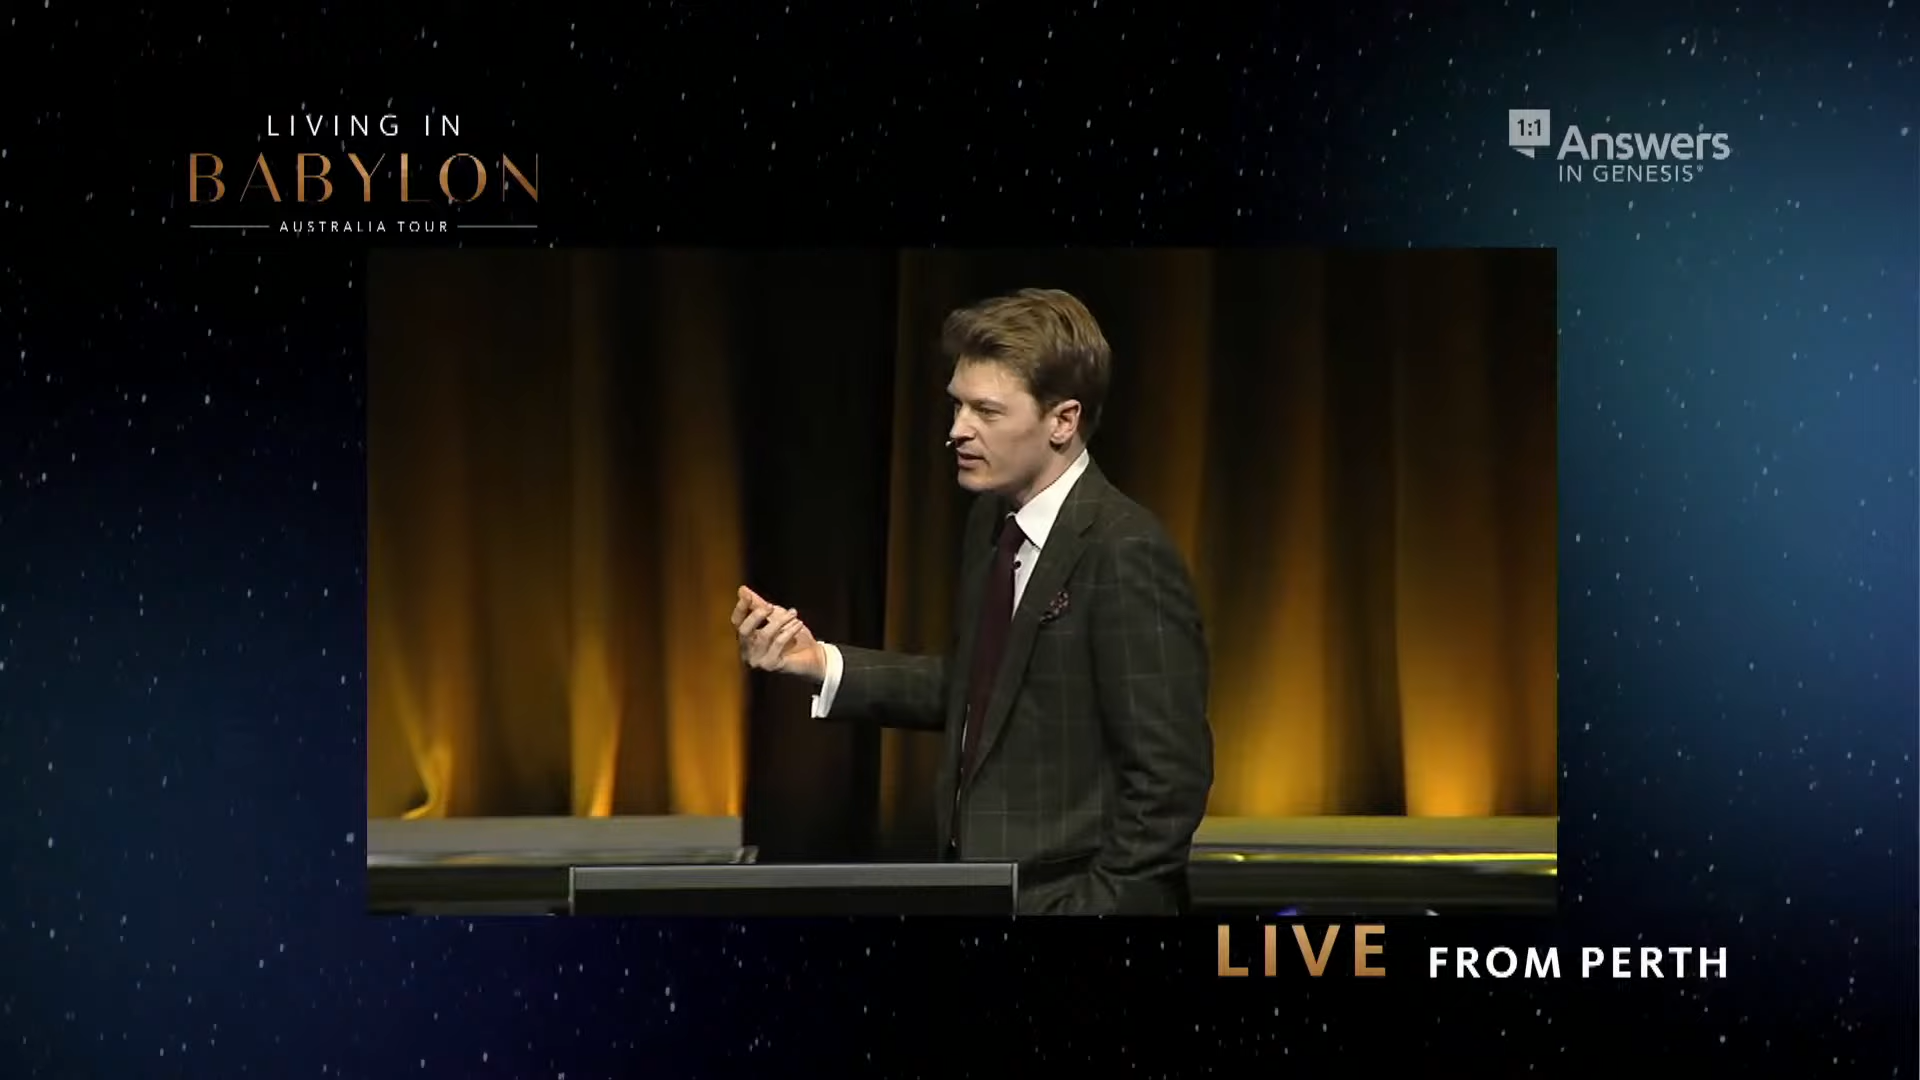 LIVING IN
BABYLON
AUSTRALIA TOUR
1:1
Answers
IN GENESIS®
LIVE FROM PERTH